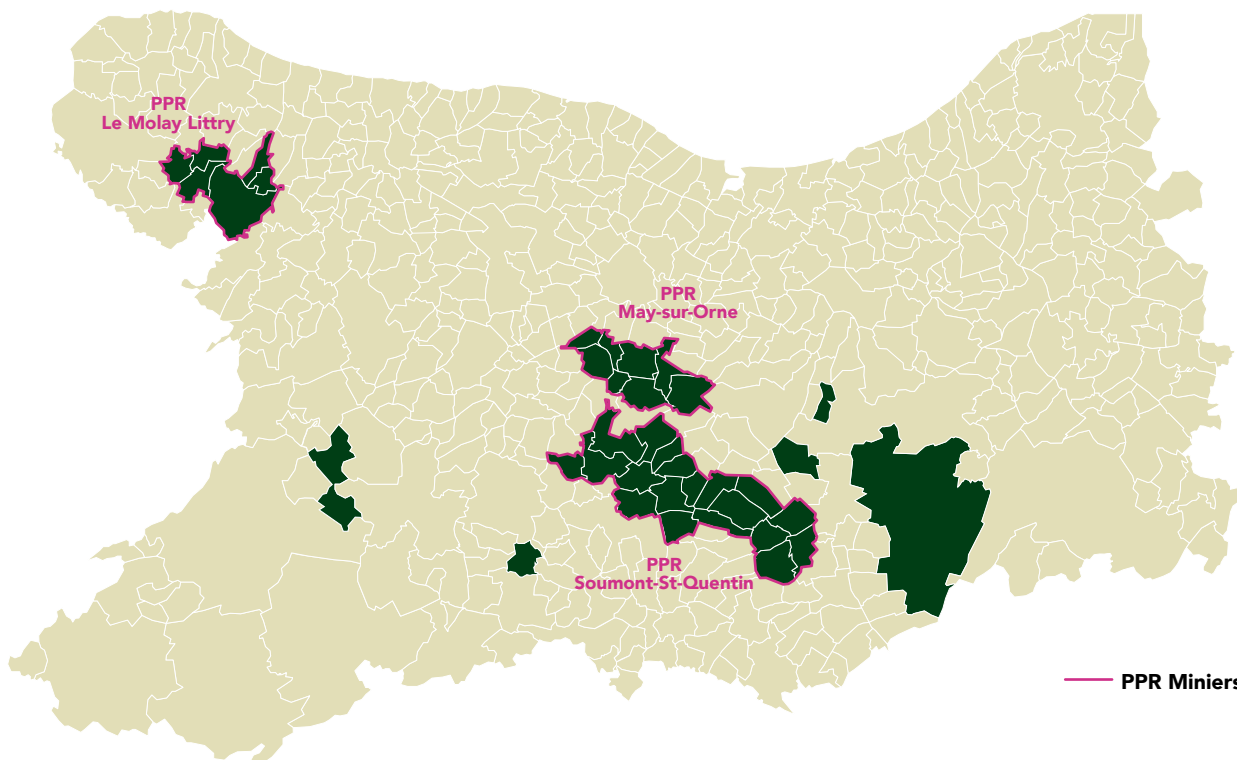 PPR
Le Molay Littry
PPR
May-sur-Orne
PPR
Soumont-St-Quentin
PPR Miniers